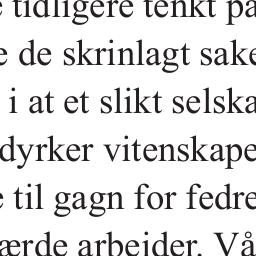 tidligere tenkt på
de skrinlagt sake
i at et slikt selska
dyrker vitenskape
til gagn for fedre
ærde arbeider. Vå